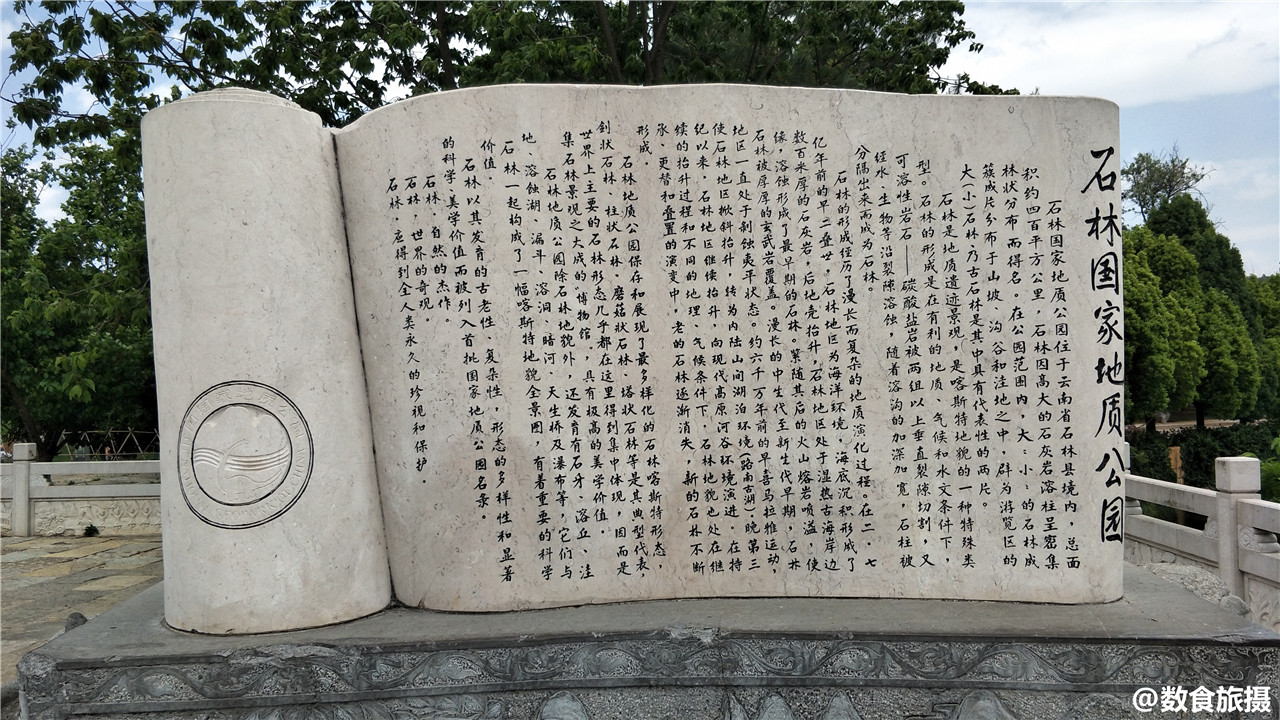 石林国家地质公园
石林国家地质公园位于云南省石林县境内，总面
积约四百平方公里，石林因高大的石灰岩溶柱呈密集
林状分布而得名。在公园范围内，大、小、的石林成
簇成片分布于山坡、沟谷和洼地之中，群为游览区的
大(小)石林乃古石林是其中具有代表性的两片。
石林是地质遗迹景观，是喀斯特地貌的一种特殊类
型。石林的形成是在有利的地质、气候和水文条件下，
可溶性岩石——碳酸盐岩被两组以上垂直裂隙切割，又
经水、生物等沿裂隙溶蚀，随着溶沟的加深加宽，石柱被
分隔出来而成为石林。
石林的形成经历了漫长而复杂的地质演化过程。在二.七
亿年前的早二叠世，石林地区为海洋环境，海底沉积形成了
数百米厚的石灰岩，后地壳抬升，石林地区处于湿热古海岸边
缘，溶蚀形成了最早期的石林。紧随其后的火山熔岩喷溢，使
石林被厚厚的玄武岩覆盖。漫长的中生代至新生代早期，石林
地区一直处于剥蚀夷平状态。约六千万年前的早喜马拉雅运动，
使石林地区掀斜抬升，转为内陆山间湖泊环境(路南古湖)晚第三
纪以来，石林地区继续抬升，向现代高原河谷环境演进。在持
续的抬升过程和不同的地理、气候条件下，石林地貌也处在继
承、更替和叠置的演变中，老的石林逐渐消失，新的石林不断
形成。
石林地质公园保存和展现了最多样化的石林喀斯特形态，
剑状石林、柱状石林、蘑菇状石林、塔状石林等是其典型代表，
世界上主要的石林形态几乎都在这里得到集中体现，因而是
集石林景观之大成的“博物馆”，具有极高的美学价值。
石林地质公园除石林地貌外，还发育有石牙、溶丘、洼
地、溶蚀湖、漏斗、溶洞、暗河、天生桥及瀑布等，它们与
石林一起构成了一幅喀斯特地貌全景图，有着重要的科学
价值。
石林以其发育的古老性、复杂性，形态的多样性和显著
的科学、美学价值而被列入首批国家地质公园名录。
石林，自然的杰作。
石林，世界的奇观。
石林，应得到全人类永久的珍视和保护。
@数食旅摄